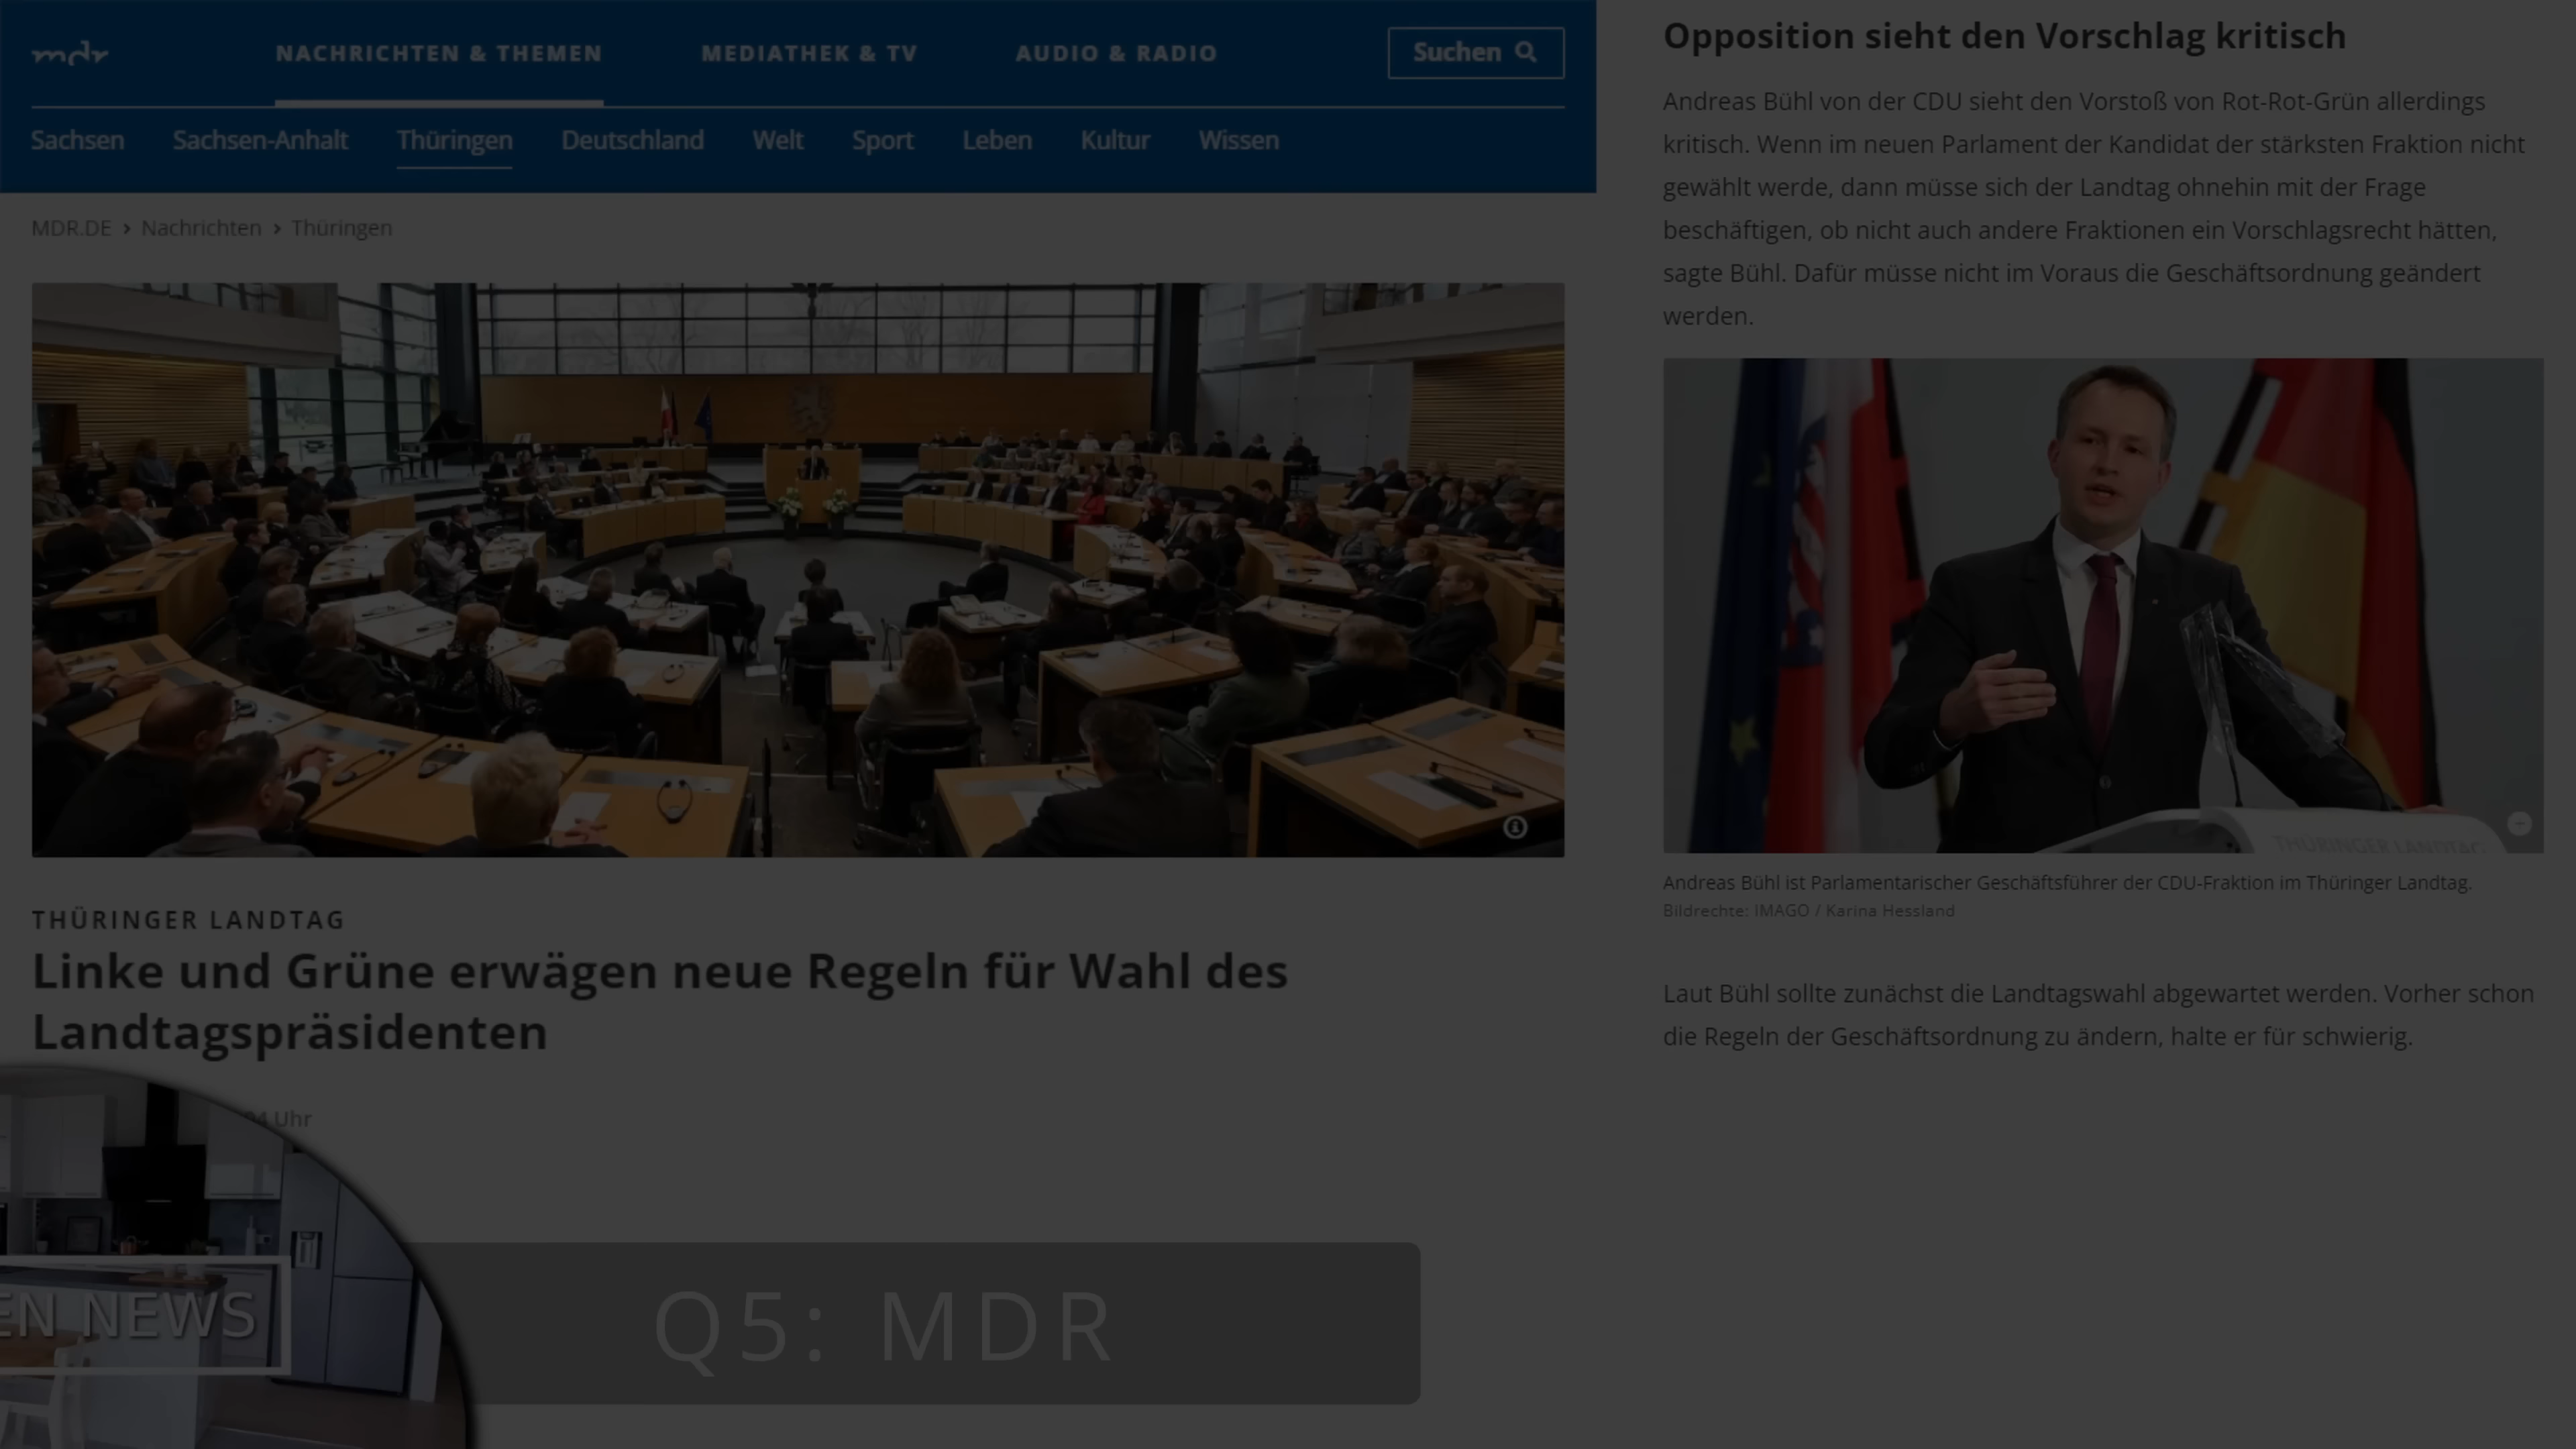 mdr
NACHRICHTEN & THEMEN
MEDIATHEK & TV
AUDIO & RADIO
Suchen
Sachsen
Sachsen-Anhalt
Thüringen
Deutschland
Welt
Sport
Leben
Kultur
Wissen
MDR.DE > Nachrichten > Thüringen
THÜRINGER LANDTAG
Linke und Grüne erwägen neue Regeln für Wahl des
Landtagspräsidenten
Uhr
NEWS
Q5: MDR
Opposition sieht den Vorschlag kritisch
Andreas Bühl von der CDU sieht den Vorstoß von Rot-Rot-Grün allerdings
kritisch. Wenn im neuen Parlament der Kandidat der stärksten Fraktion nicht
gewählt werde, dann müsse sich der Landtag ohnehin mit der Frage
beschäftigen, ob nicht auch andere Fraktionen ein Vorschlagsrecht hätten,
sagte Bühl. Dafür müsse nicht im Voraus die Geschäftsordnung geändert
werden.
THÜRINGER LANDTAG
Andreas Bühl ist Parlamentarischer Geschäftsführer der CDU-Fraktion im Thüringer Landtag.
Bildrechte: IMAGO / Karina Hessland
Laut Bühl sollte zunächst die Landtagswahl abgewartet werden. Vorher schon
die Regeln der Geschäftsordnung zu ändern, halte er für schwierig.